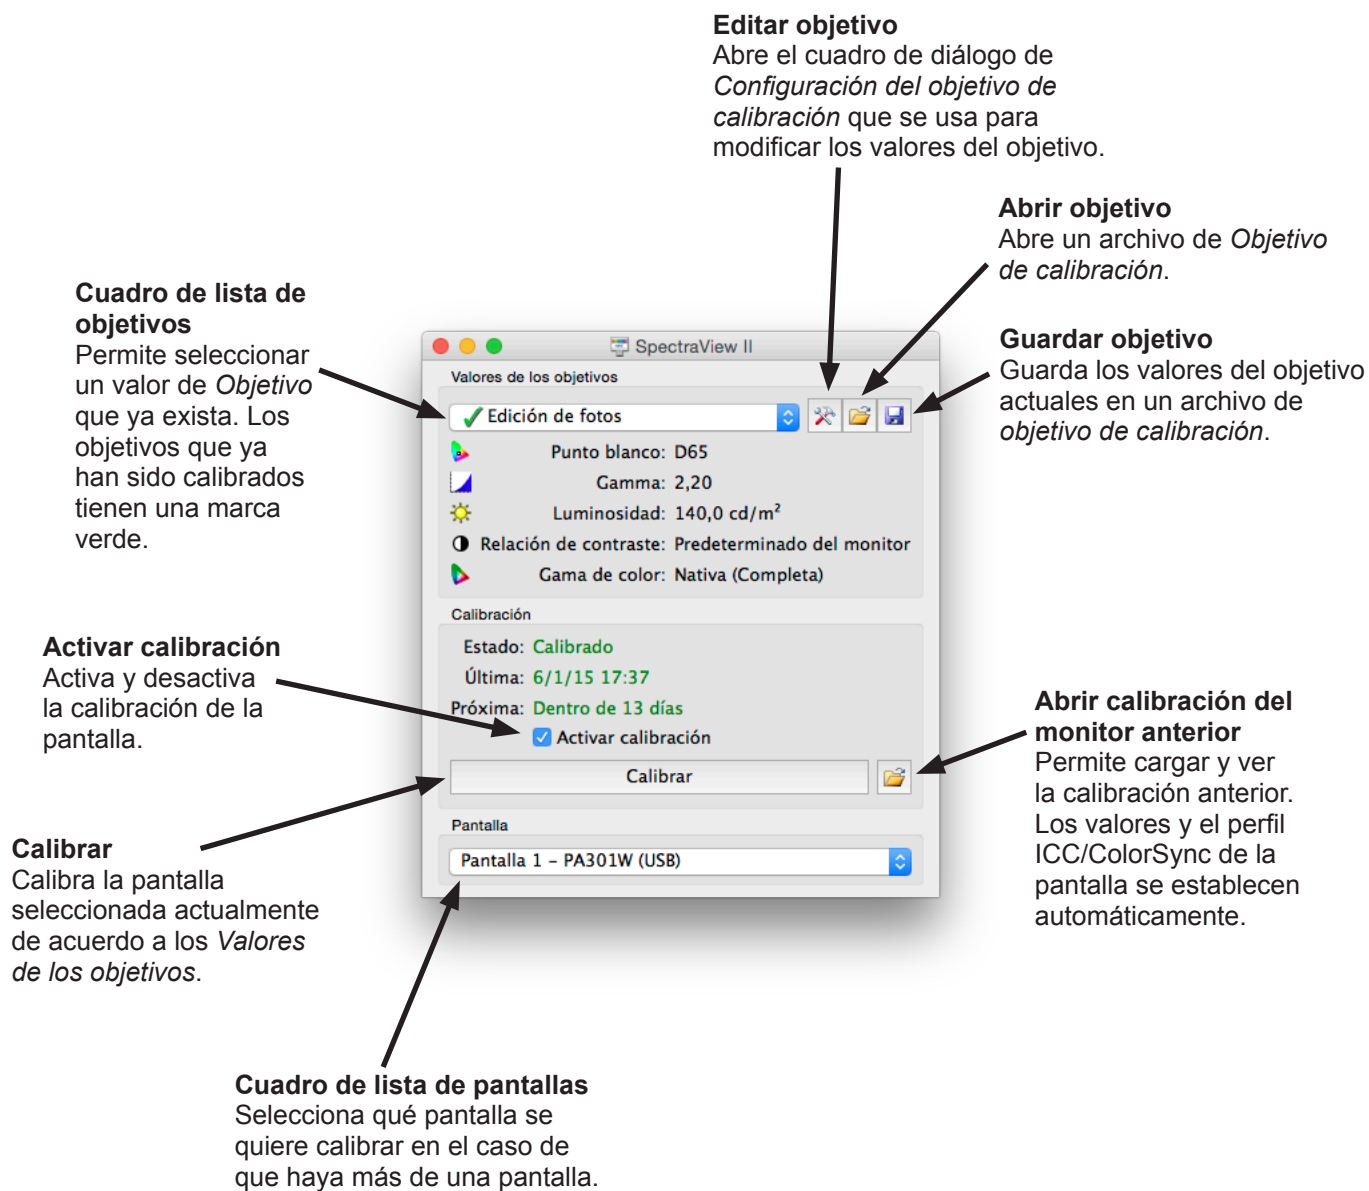 Editar objetivo
Abre el cuadro de diálogo de
Configuración del objetivo de
calibración que se usa para
modificar los valores del objetivo.
Abrir objetivo
Abre un archivo de Objetivo
de calibración.
Cuadro de lista de
objetivos
Permite seleccionar
un valor de Objetivo
que ya exista. Los
objetivos que ya
han sido calibrados
tienen una marca
verde.
Guardar objetivo
Guarda los valores del objetivo
actuales en un archivo de
objetivo de calibración.
SpectraView II
Valores de los objetivos
Edición de fotos
Punto blanco: D65
Gamma: 2,20
Luminosidad: 140,0 cd/m²
Relación de contraste: Predeterminado del monitor
Gama de color: Nativa (Completa)
Calibración
Estado: Calibrado
Última: 6/1/15 17:37
Próxima: Dentro de 13 días
Activar calibración
Calibrar
Pantalla
Pantalla 1 – PA301W (USB)
Activar calibración
Activa y desactiva
la calibración de la
pantalla.
Abrir calibración del
monitor anterior
Permite cargar y ver
la calibración anterior.
Los valores y el perfil
ICC/ColorSync de la
pantalla se establecen
automáticamente.
Calibrar
Calibra la pantalla
seleccionada actualmente
de acuerdo a los Valores
de los objetivos.
Cuadro de lista de pantallas
Selecciona qué pantalla se
quiere calibrar en el caso de
que haya más de una pantalla.